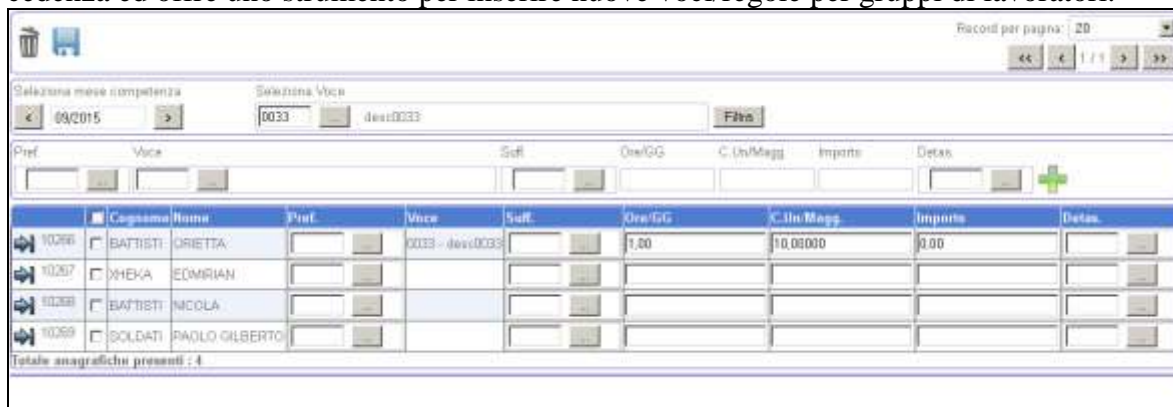 cedenza ed offre uno strumento per inserire nuove voci/regole per gruppi di lavoratori.
Record per pagina: 20
<< < 1 / 1 > >>
Seleziona mese competenza Seleziona Voce
< 09/2015 > 0033 ... desc0033 Filtra
Pref. Voce Suff. Ore/GG C.Un/Magg. Importo Detas.
... ... ... ...
Cognome Nome Pref. Voce Suff. Ore/GG C.Un/Magg. Importo Detas.
10266 BATTISTI ORIETTA ... 0033 - desc0033 ... 1,00 10,00000 0,00 ...
10267 XHEKA EDMIRIAN ... ... ...
10268 BATTISTI NICOLA ... ... ...
10269 SOLDATI PAOLO GILBERTO ... ... ...
Totale anagrafiche presenti : 4